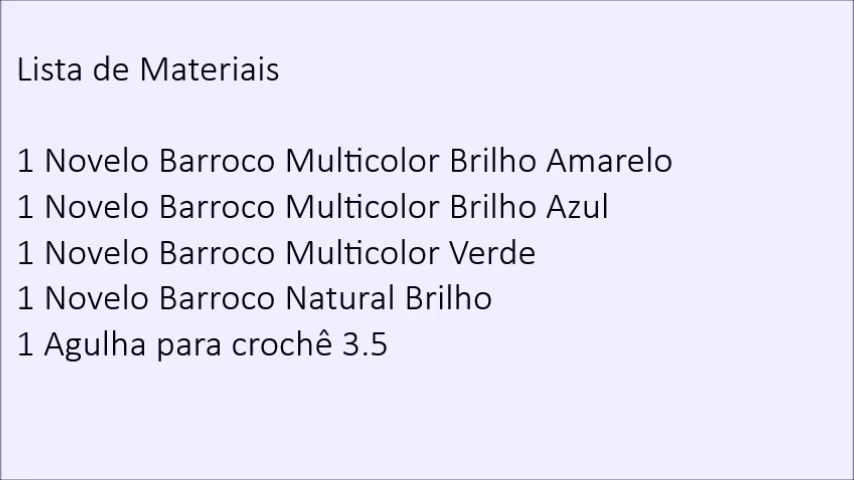 Lista de Materiais
1 Novelo Barroco Multicolor Brilho Amarelo
1 Novelo Barroco Multicolor Brilho Azul
1 Novelo Barroco Multicolor Verde
1 Novelo Barroco Natural Brilho
1 Agulha para crochê 3.5